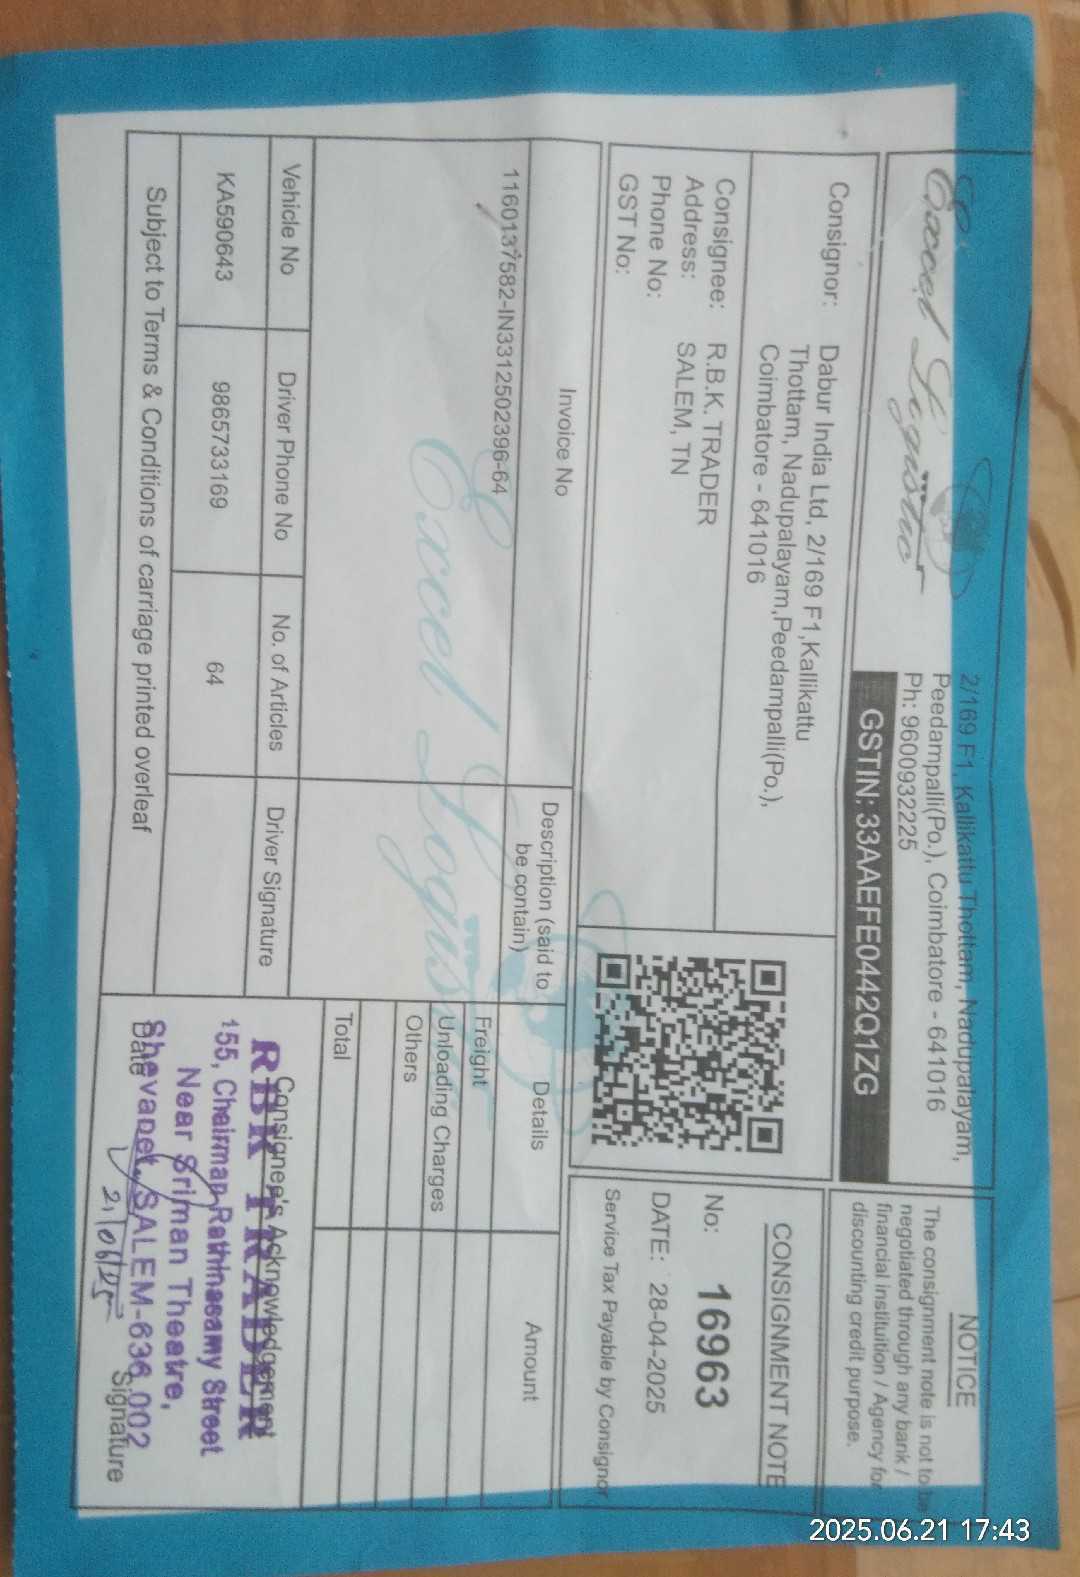 Excel Logistic
2/169 F1, Kallikattu Thottam, Nadupalayam,
Peedampalli(Po.), Coimbatore - 641016
Ph: 9600932225
GSTIN: 33AAEFE0442Q1ZG
NOTICE
The consignment note is not to be
negotiated through any bank /
financial instituition / Agency for
discounting credit purpose.
Consignor: Dabur India Ltd, 2/169 F1,Kallikattu
Thottam, Nadupalayam,Peedampalli(Po.),
Coimbatore - 641016
Consignee: R.B.K. TRADER
Address: SALEM, TN
Phone No:
GST No:
CONSIGNMENT NOTE
No: 16963
DATE: 28-04-2025
Service Tax Payable by Consignor
Invoice No
Description (said to
be contain)
Details
Amount
1160137582-IN3312502396-64
Excel Logistic
Freight
Unloading Charges
Others
Total
Vehicle No
Driver Phone No
No. of Articles
Driver Signature
KA590643
9865733169
64
Subject to Terms & Conditions of carriage printed overleaf
Consignee's Acknowledgement
RBK TRADER
155, Chairman Rathinasamy Street
Near Sriman Theatre,
Shevapet, SALEM-636 002
Date
Signature
21/06/25
2025.06.21 17:43